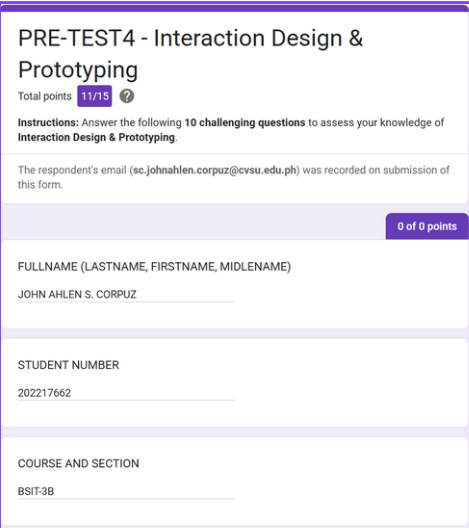 PRE-TEST4 - Interaction Design &
Prototyping
Total points 11/15 ?
Instructions: Answer the following 10 challenging questions to assess your knowledge of
Interaction Design & Prototyping.
The respondent's email (sc.johnahlen.corpuz@cvsu.edu.ph) was recorded on submission of
this form.
0 of 0 points
FULLNAME (LASTNAME, FIRSTNAME, MIDLENAME)
JOHN AHLEN S. CORPUZ
STUDENT NUMBER
202217662
COURSE AND SECTION
BSIT-3B